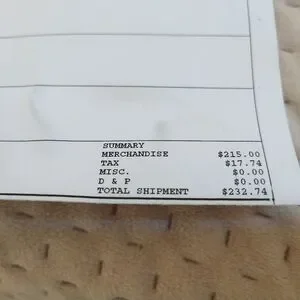 SUMMARY
MERCHANDISE $215.00
TAX $17.74
MISC. $0.00
D & P $0.00
TOTAL SHIPMENT $232.74